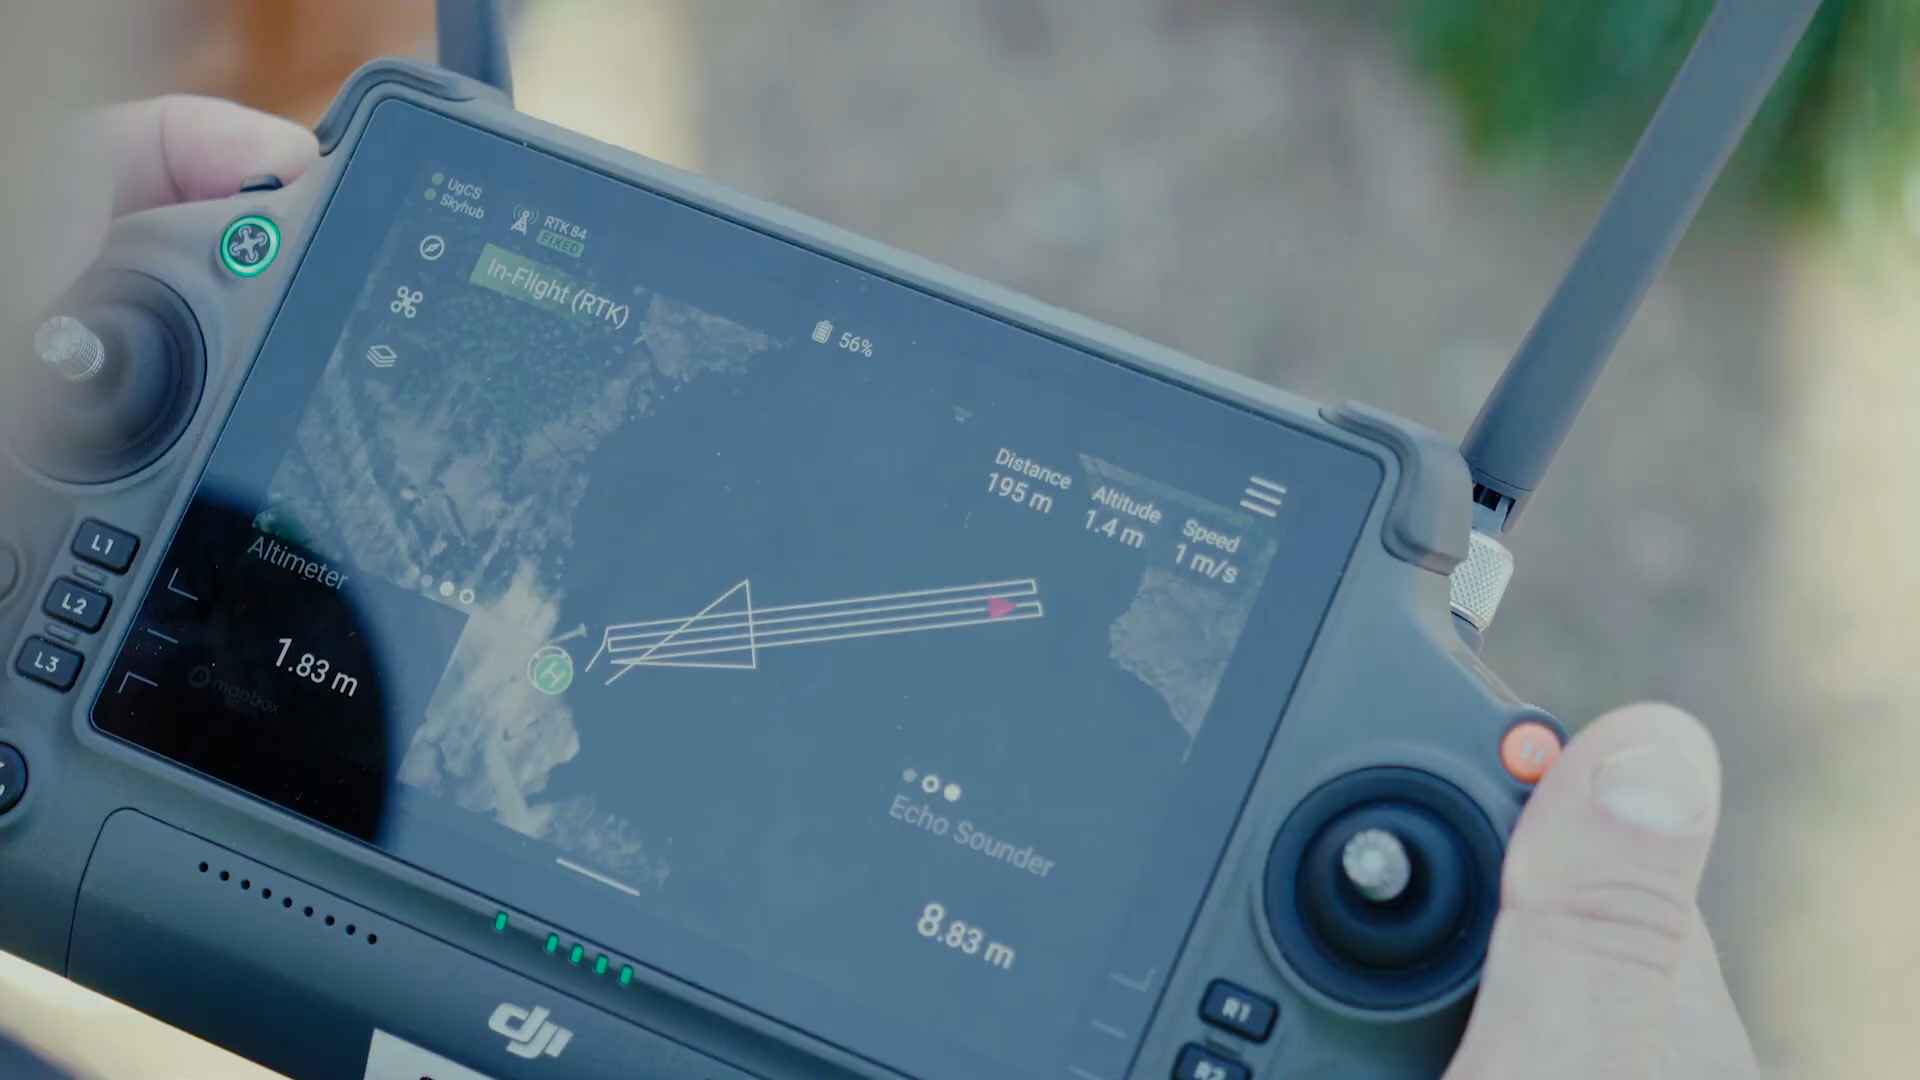 UgCS
Skyhub
RTK 84
FIXED
In-Flight (RTK)
56%
Distance
195 m
Altitude
1.4 m
Speed
1 m/s
Altimeter
1.83 m
mapbox
H
Echo Sounder
8.83 m
L1
L2
L3
R1
R2
dji